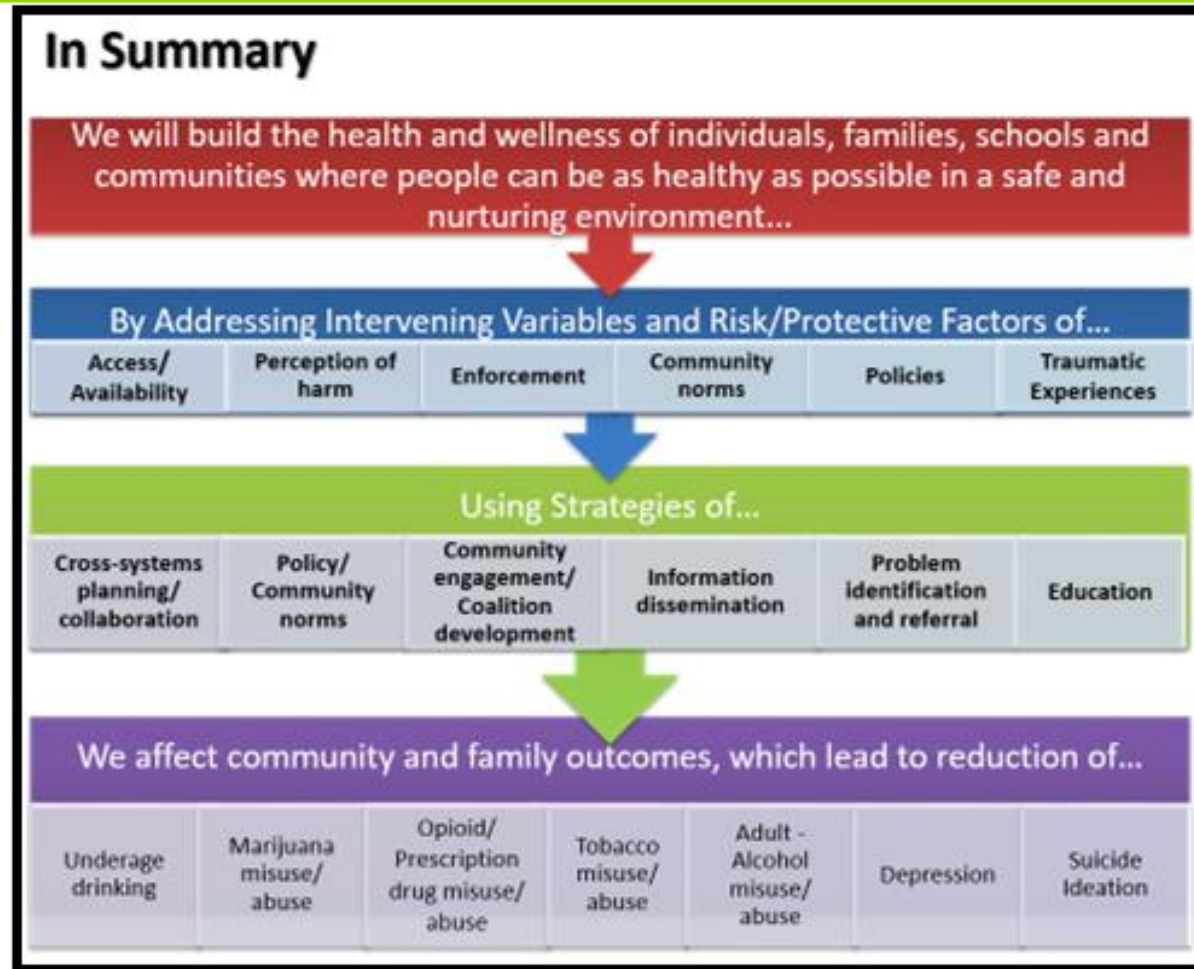 In Summary
We will build the health and wellness of individuals, families, schools and
communities where people can be as healthy as possible in a safe and
nurturing environment...
By Addressing Intervening Variables and Risk/Protective Factors of...
Access/
Availability
Perception of
harm
Enforcement
Community
norms
Policies
Traumatic
Experiences
Using Strategies of...
Cross-systems
planning/
collaboration
Policy/
Community
norms
Community
engagement/
Coalition
development
Information
dissemination
Problem
identification
and referral
Education
We affect community and family outcomes, which lead to reduction of...
Underage
drinking
Marijuana
misuse/
abuse
Opioid/
Prescription
drug misuse/
abuse
Tobacco
misuse/
abuse
Adult -
Alcohol
misuse/
abuse
Depression
Suicide
Ideation